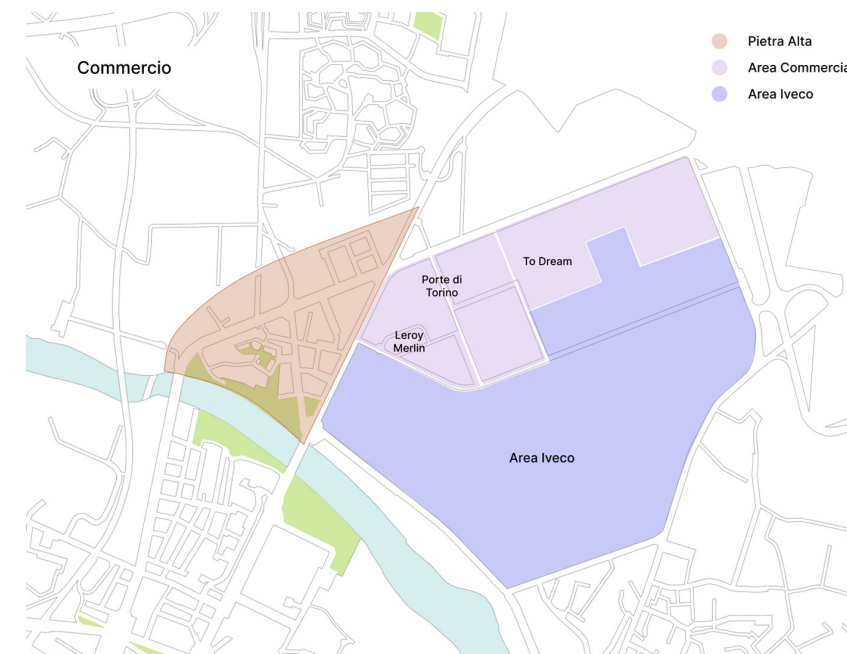 Commercio
Pietra Alta
Area Commercia
Area Iveco
To Dream
Porte di
Torino
Leroy
Merlin
Area Iveco